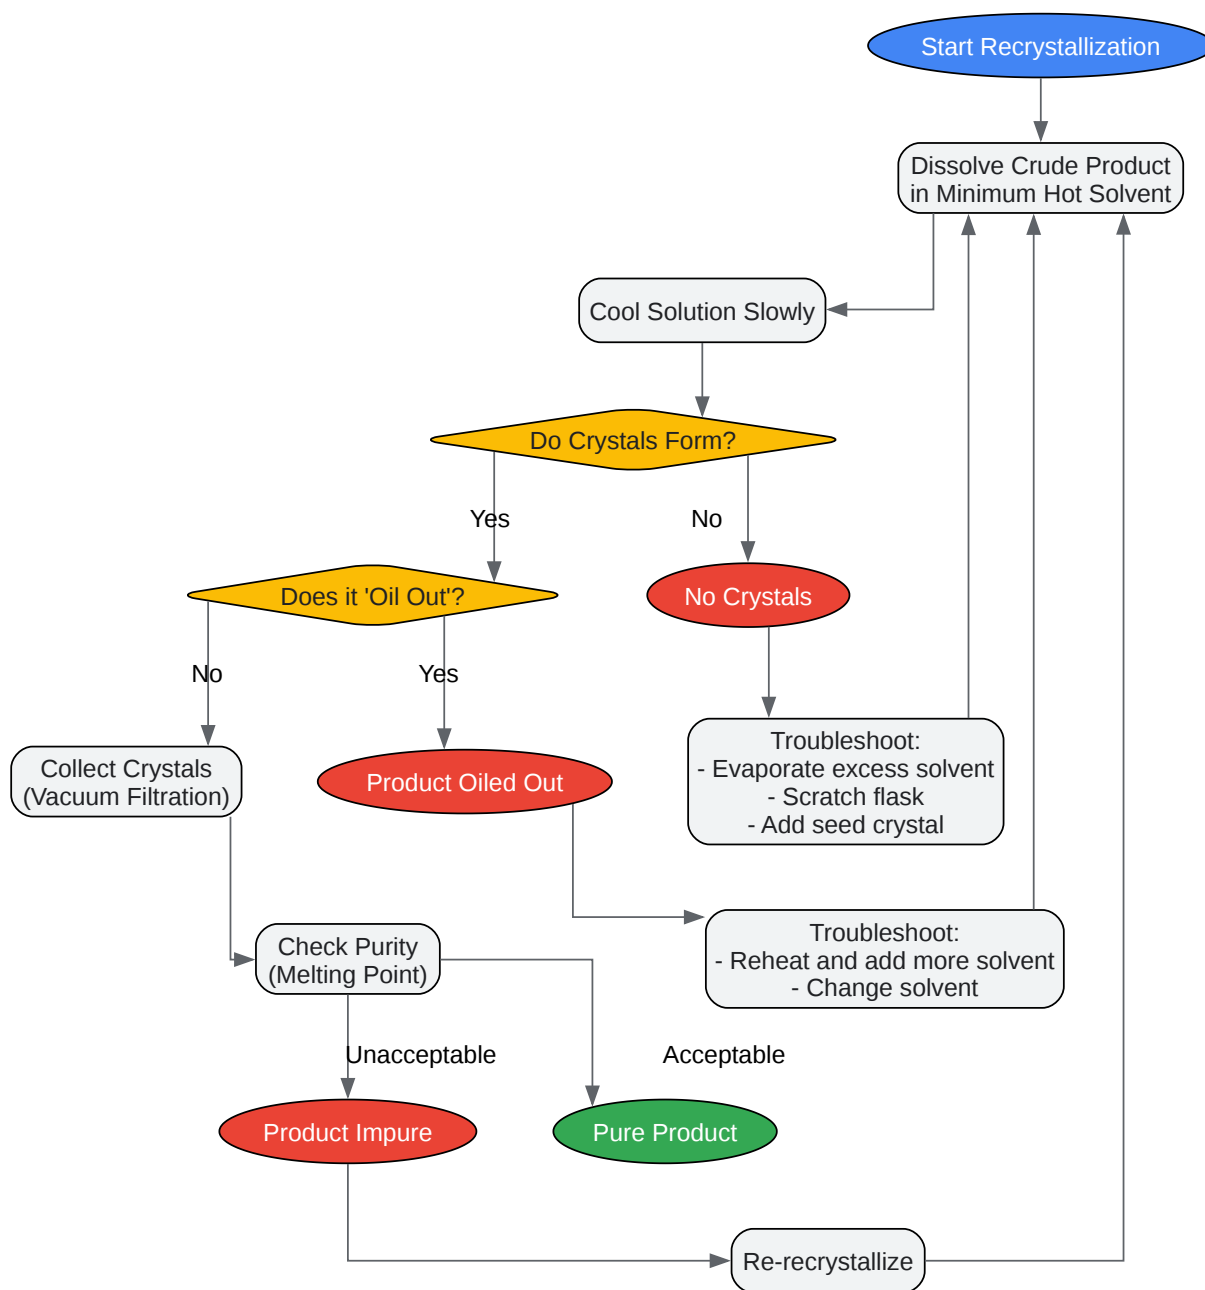 Start Recrystallization
Dissolve Crude Product
in Minimum Hot Solvent
Cool Solution Slowly
Do Crystals Form?
Yes
No
Does it 'Oil Out'?
No Crystals
No
Yes
Troubleshoot:
- Evaporate excess solvent
- Scratch flask
- Add seed crystal
Collect Crystals
(Vacuum Filtration)
Product Oiled Out
Check Purity
(Melting Point)
Troubleshoot:
- Reheat and add more solvent
- Change solvent
Unacceptable
Acceptable
Product Impure
Pure Product
Re-recrystallize